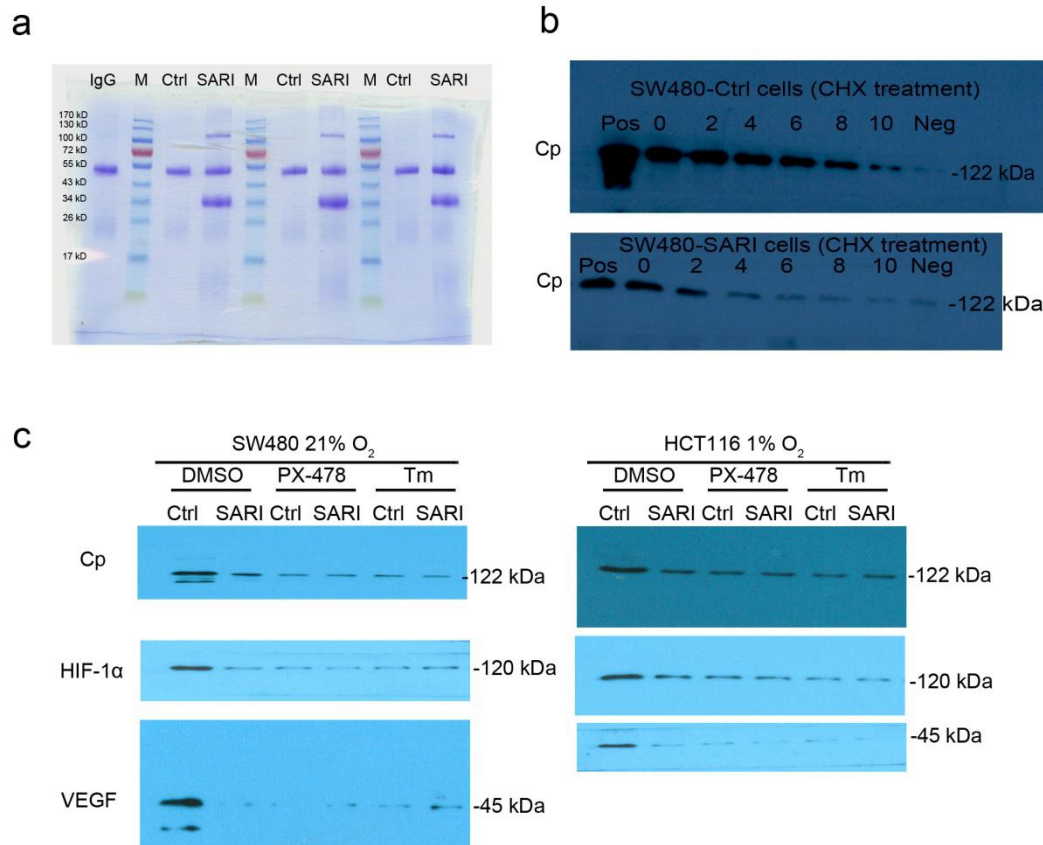 a
IgG M Ctrl SARI M Ctrl SARI M Ctrl SARI
170 kD
130 kD
100 kD
72 kD
55 kD
43 kD
34 kD
26 kD
17 kD
b
SW480-Ctrl cells (CHX treatment)
Pos 0 2 4 6 8 10 Neg
Cp
-122 kDa
SW480-SARI cells (CHX treatment)
Pos 0 2 4 6 8 10 Neg
Cp
-122 kDa
c
SW480 21% O₂
DMSO PX-478 Tm
Ctrl SARI Ctrl SARI Ctrl SARI
Cp
-122 kDa
HIF-1α
-120 kDa
VEGF
-45 kDa
HCT116 1% O₂
DMSO PX-478 Tm
Ctrl SARI Ctrl SARI Ctrl SARI
-122 kDa
-120 kDa
-45 kDa